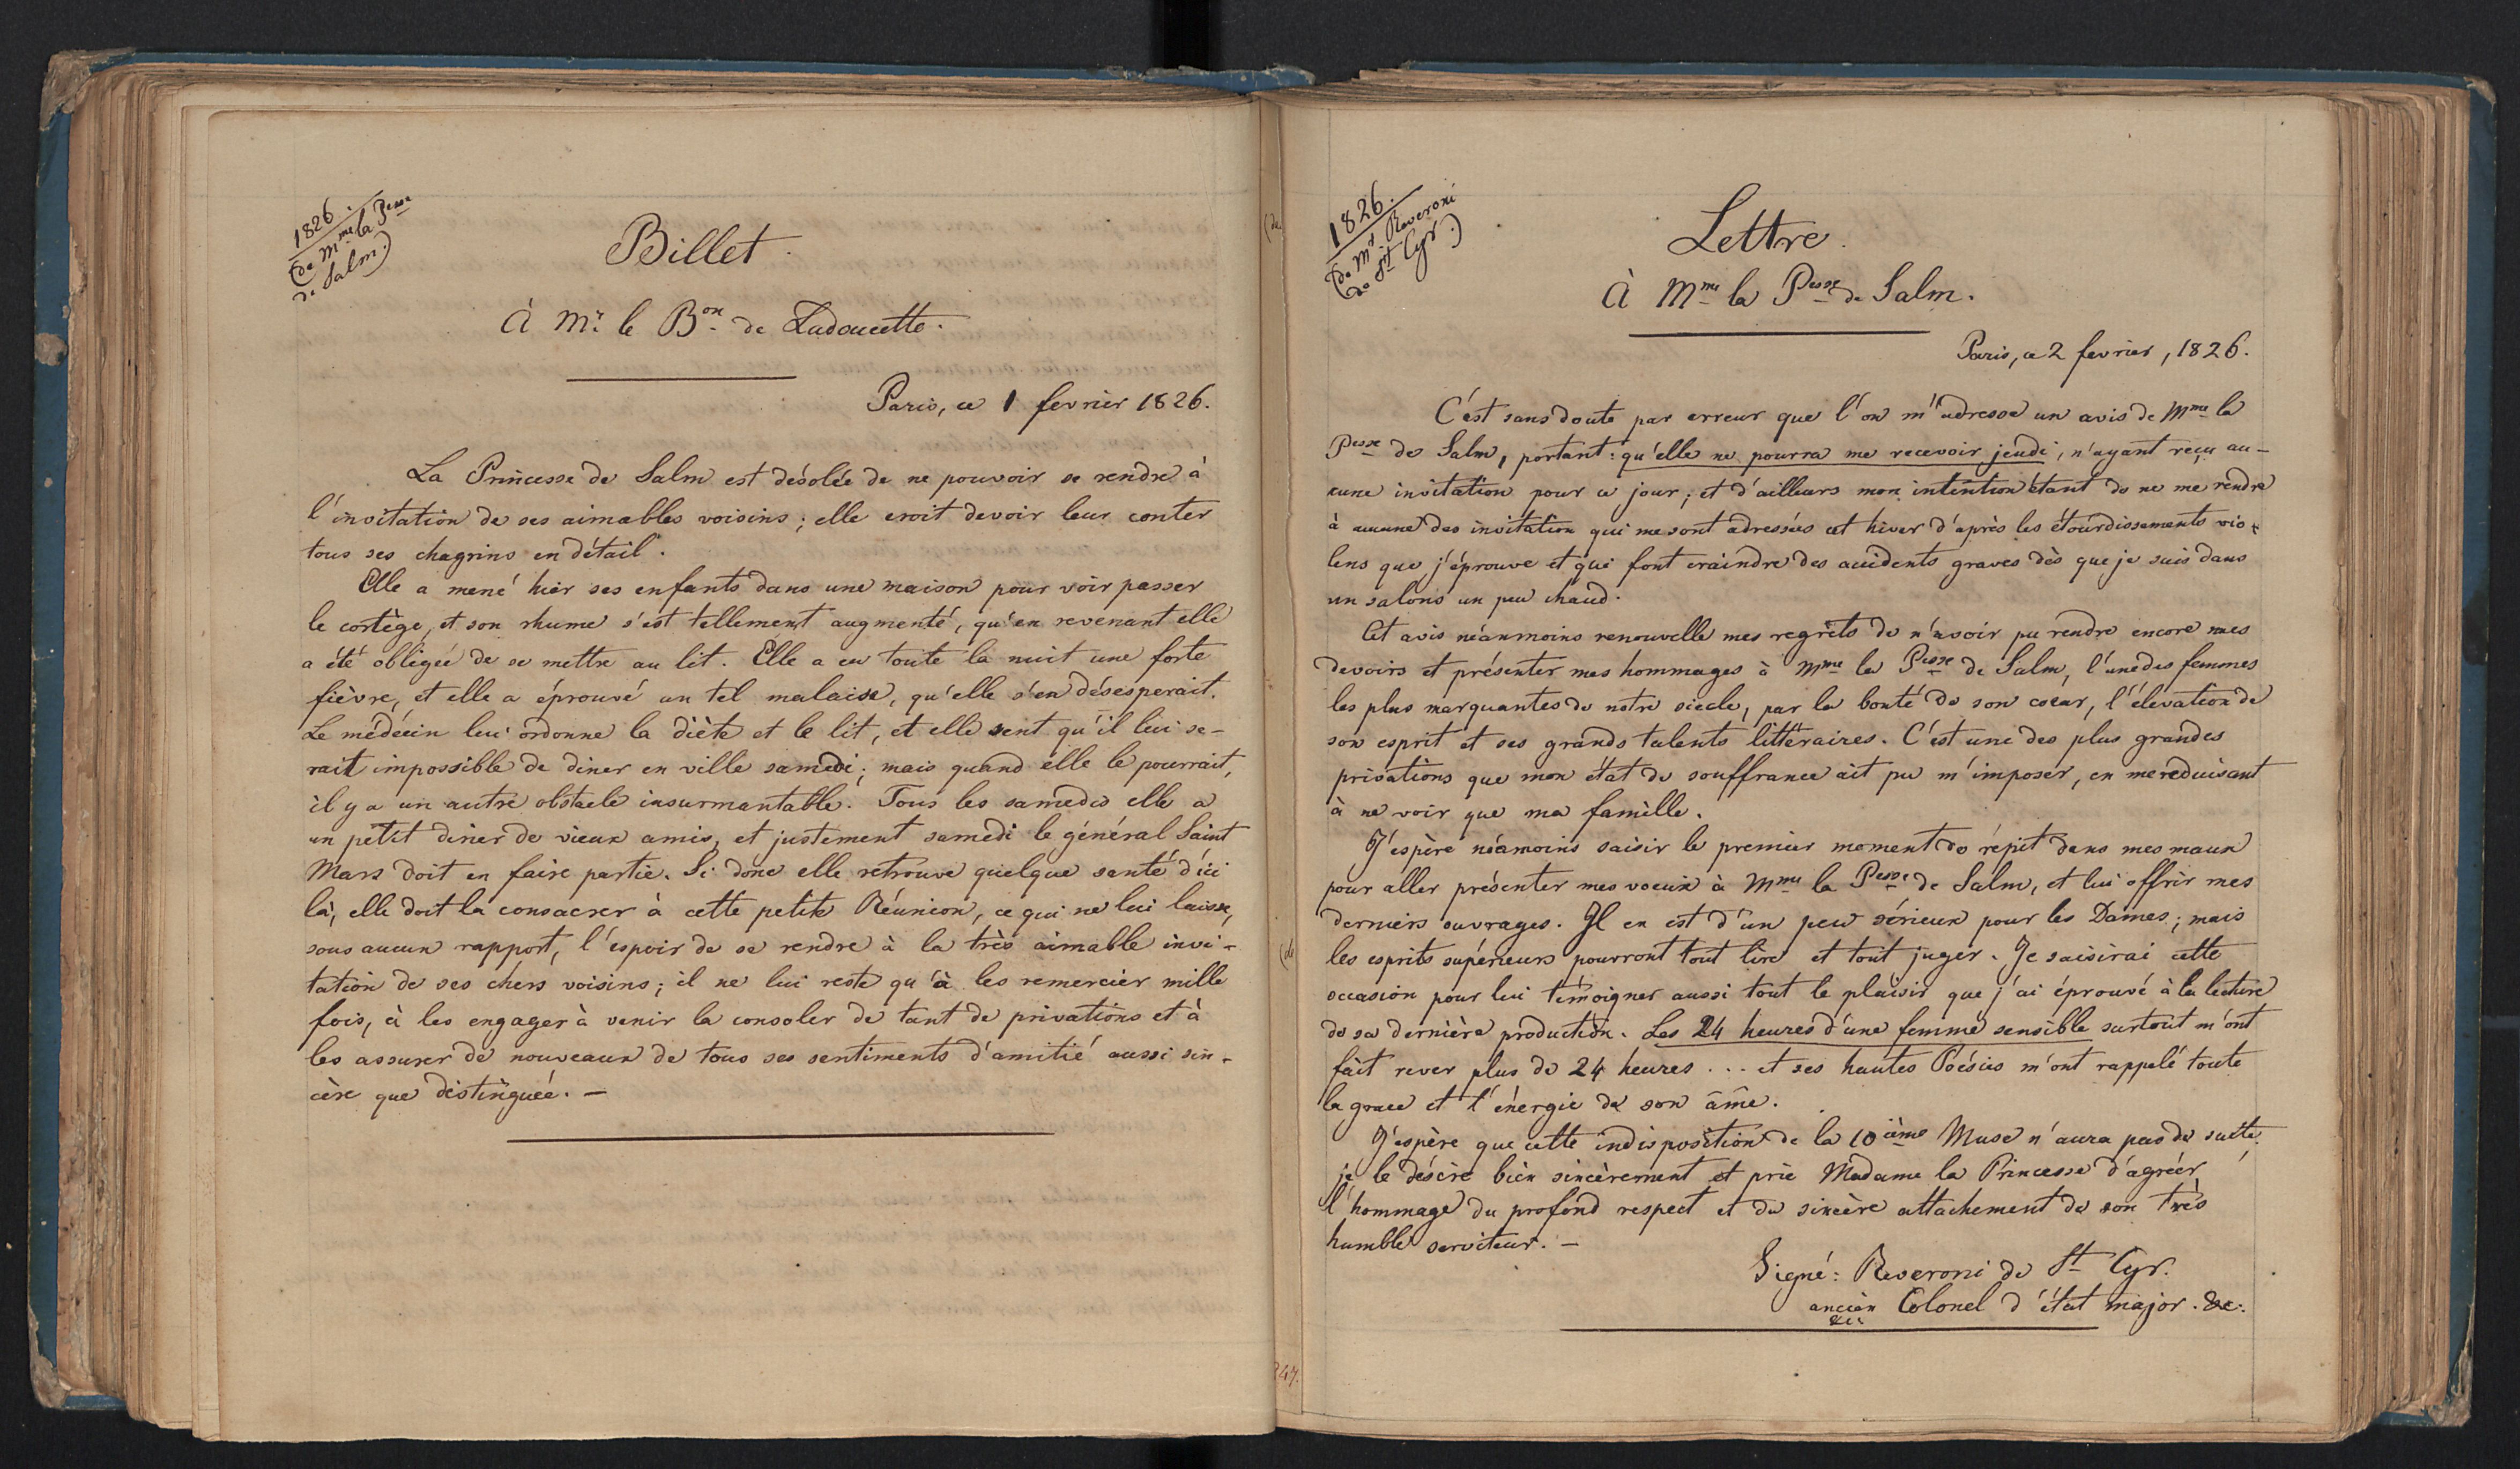 1826.
(de Mme la Pesse
de Salm.)
Billet.
À Mr. le Bon de Ladoucette.
Paris, ce 1 fevrier 1826.
La Princesse de Salm est désolée de ne pouvoir se rendre à
l'invitation de ses aimables voisins; elle croit devoir leur conter
tous ses chagrins en détail.
Elle a mené hier ses enfants dans une maison pour voir passer
le cortège, et son rhume s'est tellement augmenté, qu'en revenant elle
a été obligée de se mettre au lit. Elle a eu toute la nuit une forte
fièvre, et elle a éprouvé un tel malaise, qu'elle s'en désesperait.
Le médécin lui ordonne la diète et le lit, et elle sent qu'il lui se-
rait impossible de diner en ville samedi; mais quand elle le pourrait,
il y a un autre obstacle insurmantable. Tous les samedis elle a
un petit diner de vieux amis, et justement samedi le général Saint
Mars doit en faire partie. Si donc elle retrouve quelque santé d'ici
là, elle doit la consacrer à cette petite Réunion, ce qui ne lui laisse,
sous aucun rapport, l'espoir de se rendre à la très aimable invi-
tation de ses chers voisins; il ne lui reste qu'à les remercier mille
fois, à les engager à venir la consoler de tant de privations et à
les assurer de nouveaux de tous ses sentiments d'amitié aussi sin-
cère que distinguée. —
1826.
(de Mr Reveroni
de St Cyr.)
Lettre.
À Mme la Pesse de Salm.
Paris, ce 2 fevrier, 1826.
C'est sans doute par erreur que l'on m'adresse un avis de Mme la
Pesse de Salm, portant: qu'elle ne pourra me recevoir jeudi, n'ayant reçu au-
cune invitation pour ce jour; et d'ailleurs mon intention étant de ne me rendre
à aucune des invitation qui me sont adressées cet hiver d'après les étourdissements vio-
lens que j'éprouve et qui font craindre des accidents graves dès que je suis dans
un salons un peu chaud.
Cet avis néanmoins renouvelle mes regrets de n'avoir pu rendre encore mes
devoirs et présenter mes hommages à Mme la Pesse de Salm, l'une des femmes
les plus marquantes de notre siecle, par la bonté de son coeur, l'élevation de
son esprit et ses grands talents littéraires. C'est une des plus grandes
privations que mon état de souffrance ait pu m'imposer, en me reduisant
à ne voir que ma famille.
J'espère néamoins saisir le premier moment de répit dans mes maux
pour aller présenter mes voeux à Mme la Pesse de Salm, et lui offrir mes
derniers ouvrages. Il en est d'un peu sérieux pour les Dames; mais
les esprits supérieurs pourront tout lire et tout juger. Je saisirai cette
occasion pour lui témoigner aussi tout le plaisir que j'ai éprouvé à la lecture
de sa dernière production. Les 24 heures d'une femme sensible surtout m'ont
fait rever plus de 24 heures ... et ses hautes Poésies m'ont rappelé toute
la grace et l'énergie de son âme.
J'espère que cette indisposition de la 10ième Muse n'aura pas de suite,
je le désire bien sincèrement et prie Madame la Princesse d'agréer
l'hommage du profond respect et du sincère attachement de son très
humble serviteur. —
Signé: Reveroni de St Cyr.
ancien Colonel d'état major. &c.
(de
(de
247.